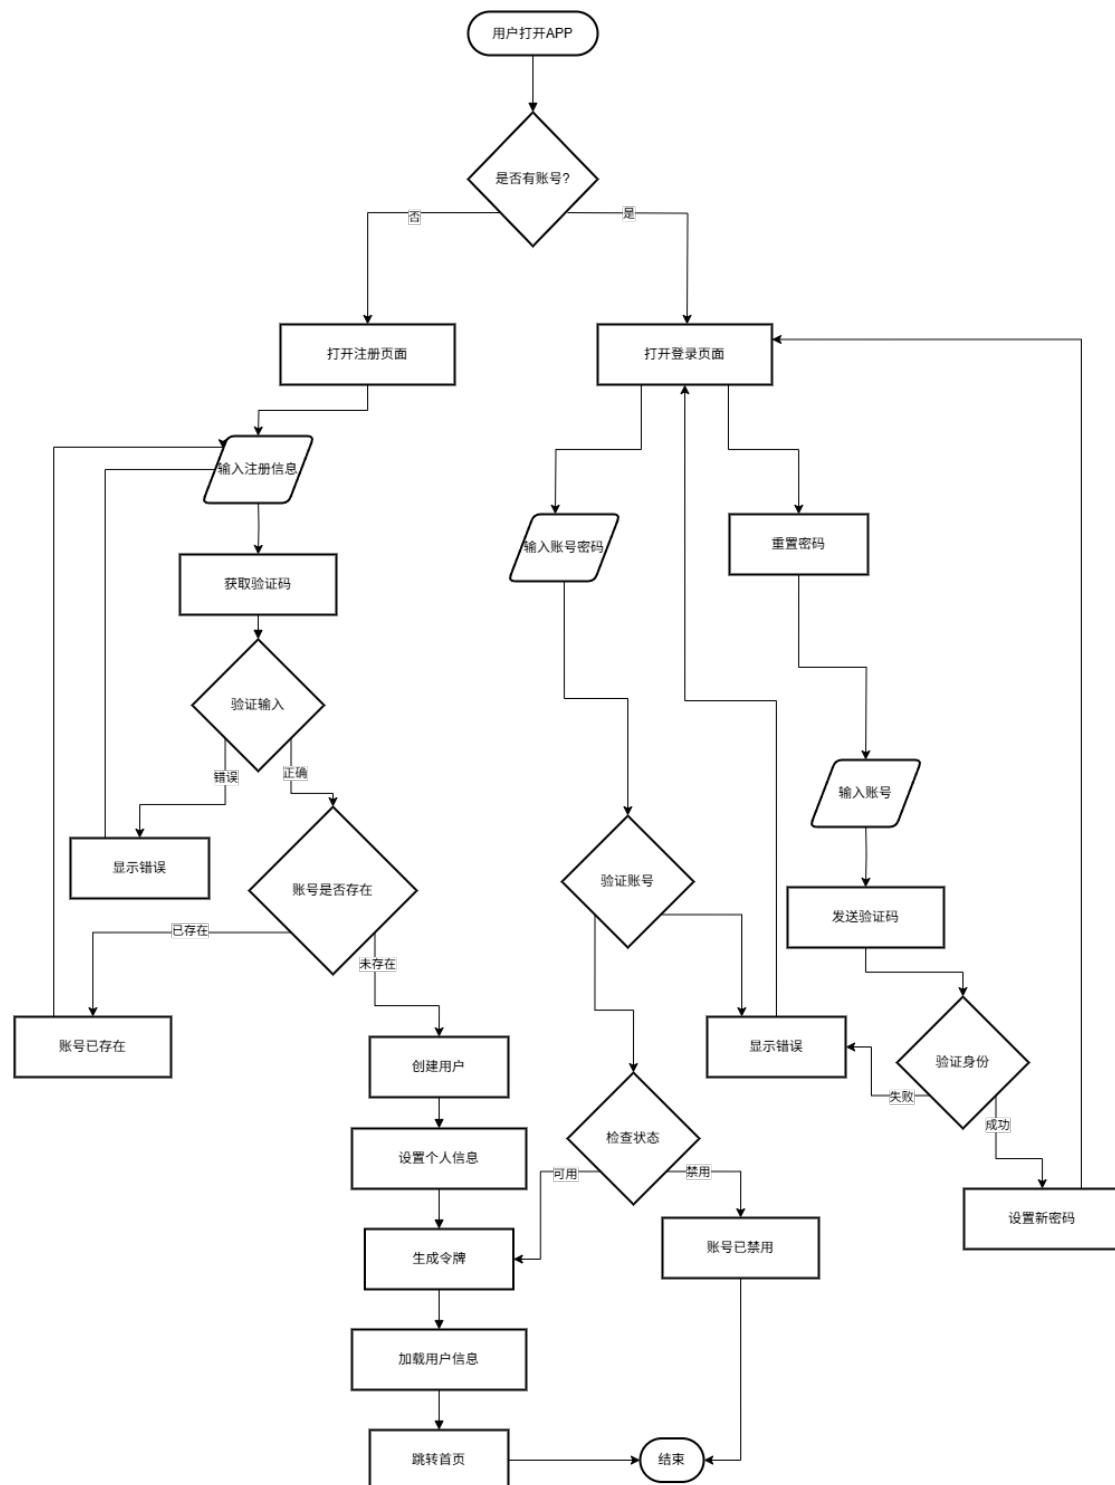 用户打开APP
是否有账号?
否
是
打开注册页面
打开登录页面
输入注册信息
输入账号密码
重置密码
获取验证码
验证输入
错误
正确
输入账号
显示错误
账号是否存在
验证账号
发送验证码
已存在
未存在
账号已存在
创建用户
显示错误
验证身份
失败
成功
检查状态
设置个人信息
可用
禁用
设置新密码
生成令牌
账号已禁用
加载用户信息
跳转首页
结束